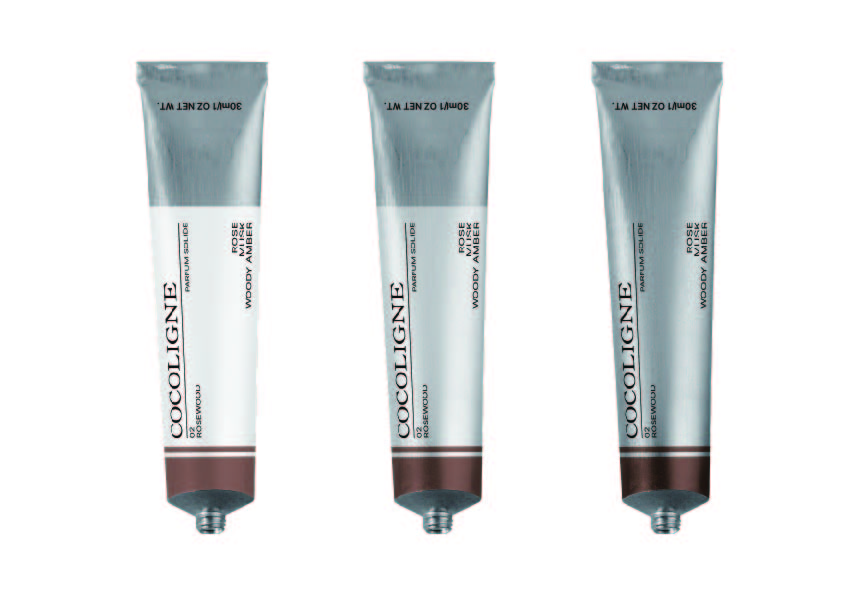 30ml/1 OZ NET WT.
COCOLIGNE
PARFUM SOLIDE
02
ROSEWOOD
ROSE
MUSK
WOODY AMBER
30ml/1 OZ NET WT.
COCOLIGNE
PARFUM SOLIDE
02
ROSEWOOD
ROSE
MUSK
WOODY AMBER
30ml/1 OZ NET WT.
COCOLIGNE
PARFUM SOLIDE
02
ROSEWOOD
ROSE
MUSK
WOODY AMBER